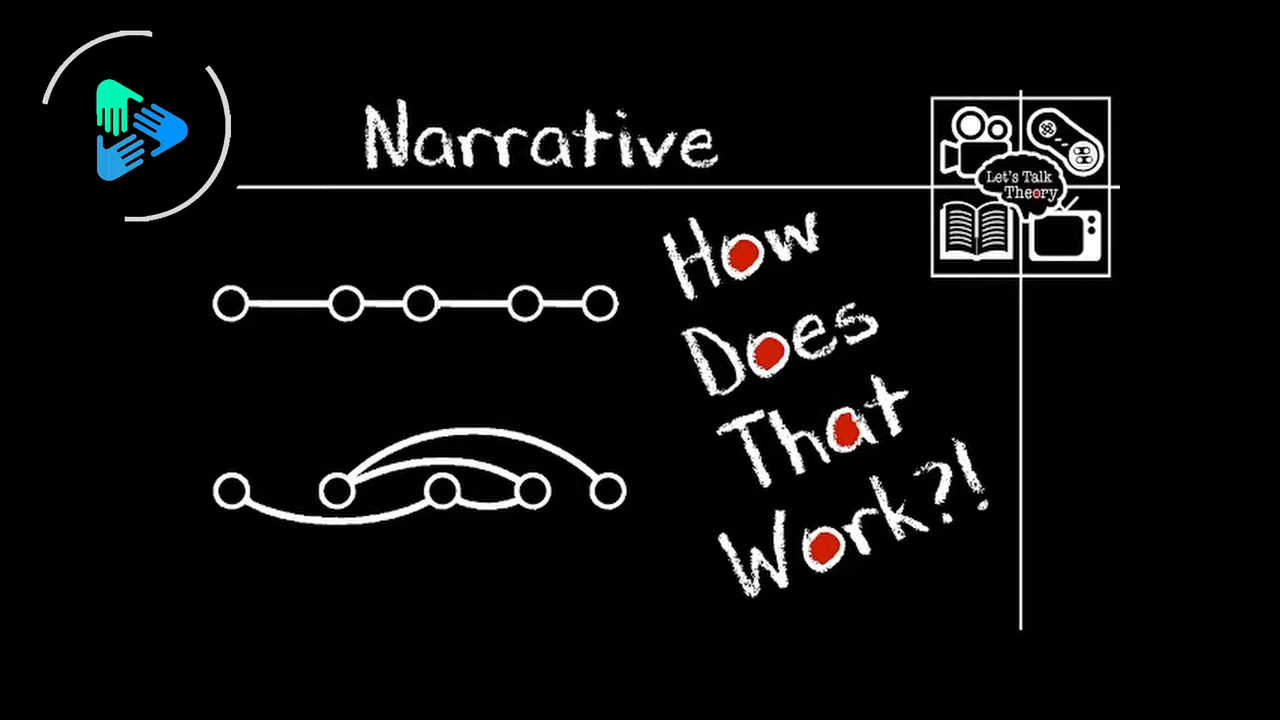 Narrative
Let's Talk
Theory
How
Does
That
Work?!